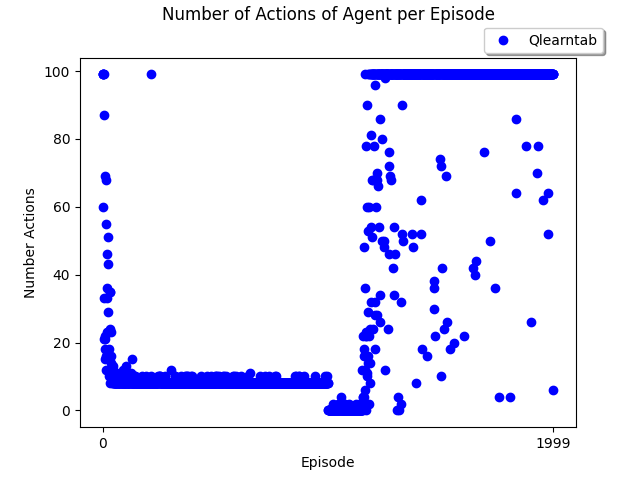 Number of Actions of Agent per Episode
Qlearntab
100
80
60
40
20
0
Number Actions
0
1999
Episode